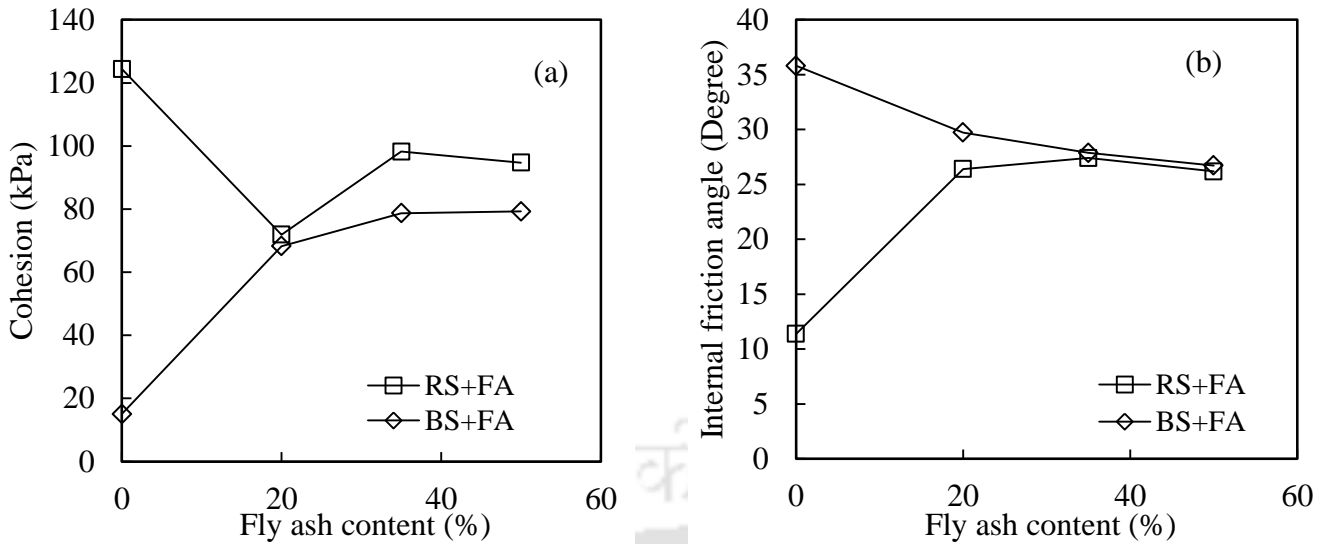 140
120
100
80
60
40
20
0
Cohesion (kPa)
(a)
RS+FA
BS+FA
0 20 40 60
Fly ash content (%)
40
35
30
25
20
15
10
5
0
Internal friction angle (Degree)
(b)
RS+FA
BS+FA
0 20 40 60
Fly ash content (%)